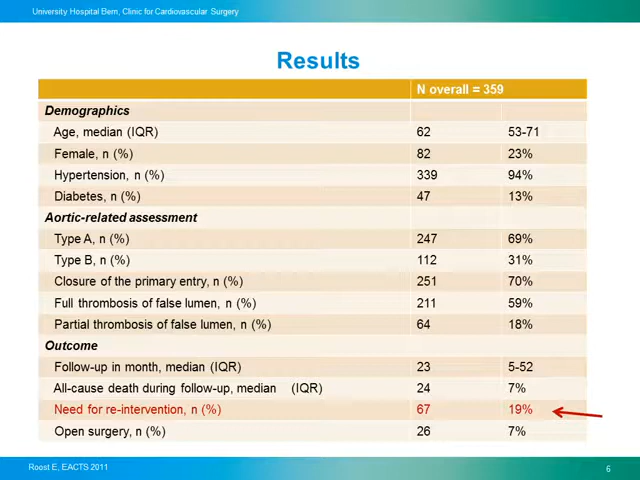 University Hospital Bern, Clinic for Cardiovascular Surgery
Results
N overall = 359
Demographics
Age, median (IQR) 62 53-71
Female, n (%) 82 23%
Hypertension, n (%) 339 94%
Diabetes, n (%) 47 13%
Aortic-related assessment
Type A, n (%) 247 69%
Type B, n (%) 112 31%
Closure of the primary entry, n (%) 251 70%
Full thrombosis of false lumen, n (%) 211 59%
Partial thrombosis of false lumen, n (%) 64 18%
Outcome
Follow-up in month, median (IQR) 23 5-52
All-cause death during follow-up, median (IQR) 24 7%
Need for re-intervention, n (%) 67 19%
Open surgery, n (%) 26 7%
Roost E, EACTS 2011
6